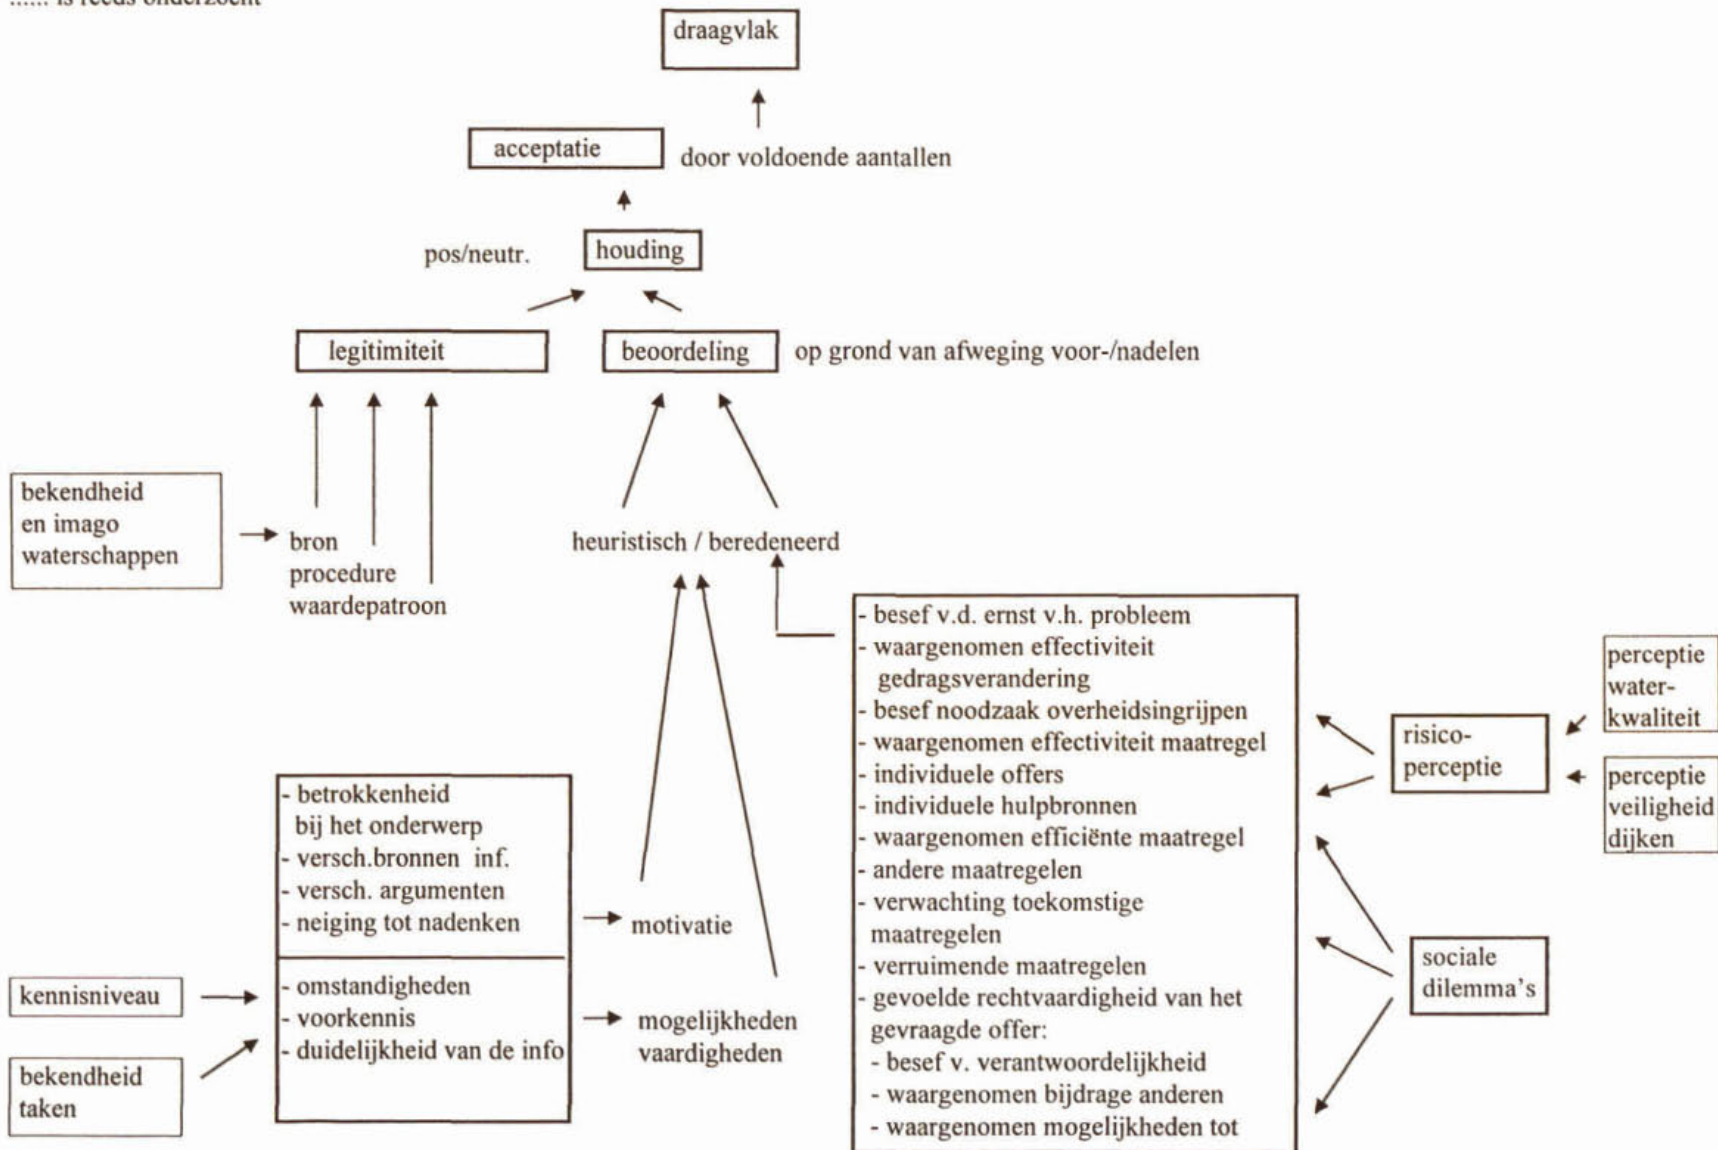 ...... is reeds onderzocht
draagvlak
acceptatie
door voldoende aantallen
pos/neutr.
houding
legitimiteit
beoordeling
op grond van afweging voor-/nadelen
bekendheid
en imago
waterschappen
bron
procedure
waardepatroon
heuristisch / beredeneerd
- besef v.d. ernst v.h. probleem
- waargenomen effectiviteit
gedragsverandering
- besef noodzaak overheidsingrijpen
- waargenomen effectiviteit maatregel
- individuele offers
- individuele hulpbronnen
- waargenomen efficiënte maatregel
- andere maatregelen
- verwachting toekomstige
maatregelen
- verruimende maatregelen
- gevoelde rechtvaardigheid van het
gevraagde offer:
- besef v. verantwoordelijkheid
- waargenomen bijdrage anderen
- waargenomen mogelijkheden tot
risico-
perceptie
perceptie
water-
kwaliteit
perceptie
veiligheid
dijken
sociale
dilemma's
- betrokkenheid
bij het onderwerp
- versch.bronnen inf.
- versch. argumenten
- neiging tot nadenken
motivatie
- omstandigheden
- voorkennis
- duidelijkheid van de info
mogelijkheden
vaardigheden
kennisniveau
bekendheid
taken